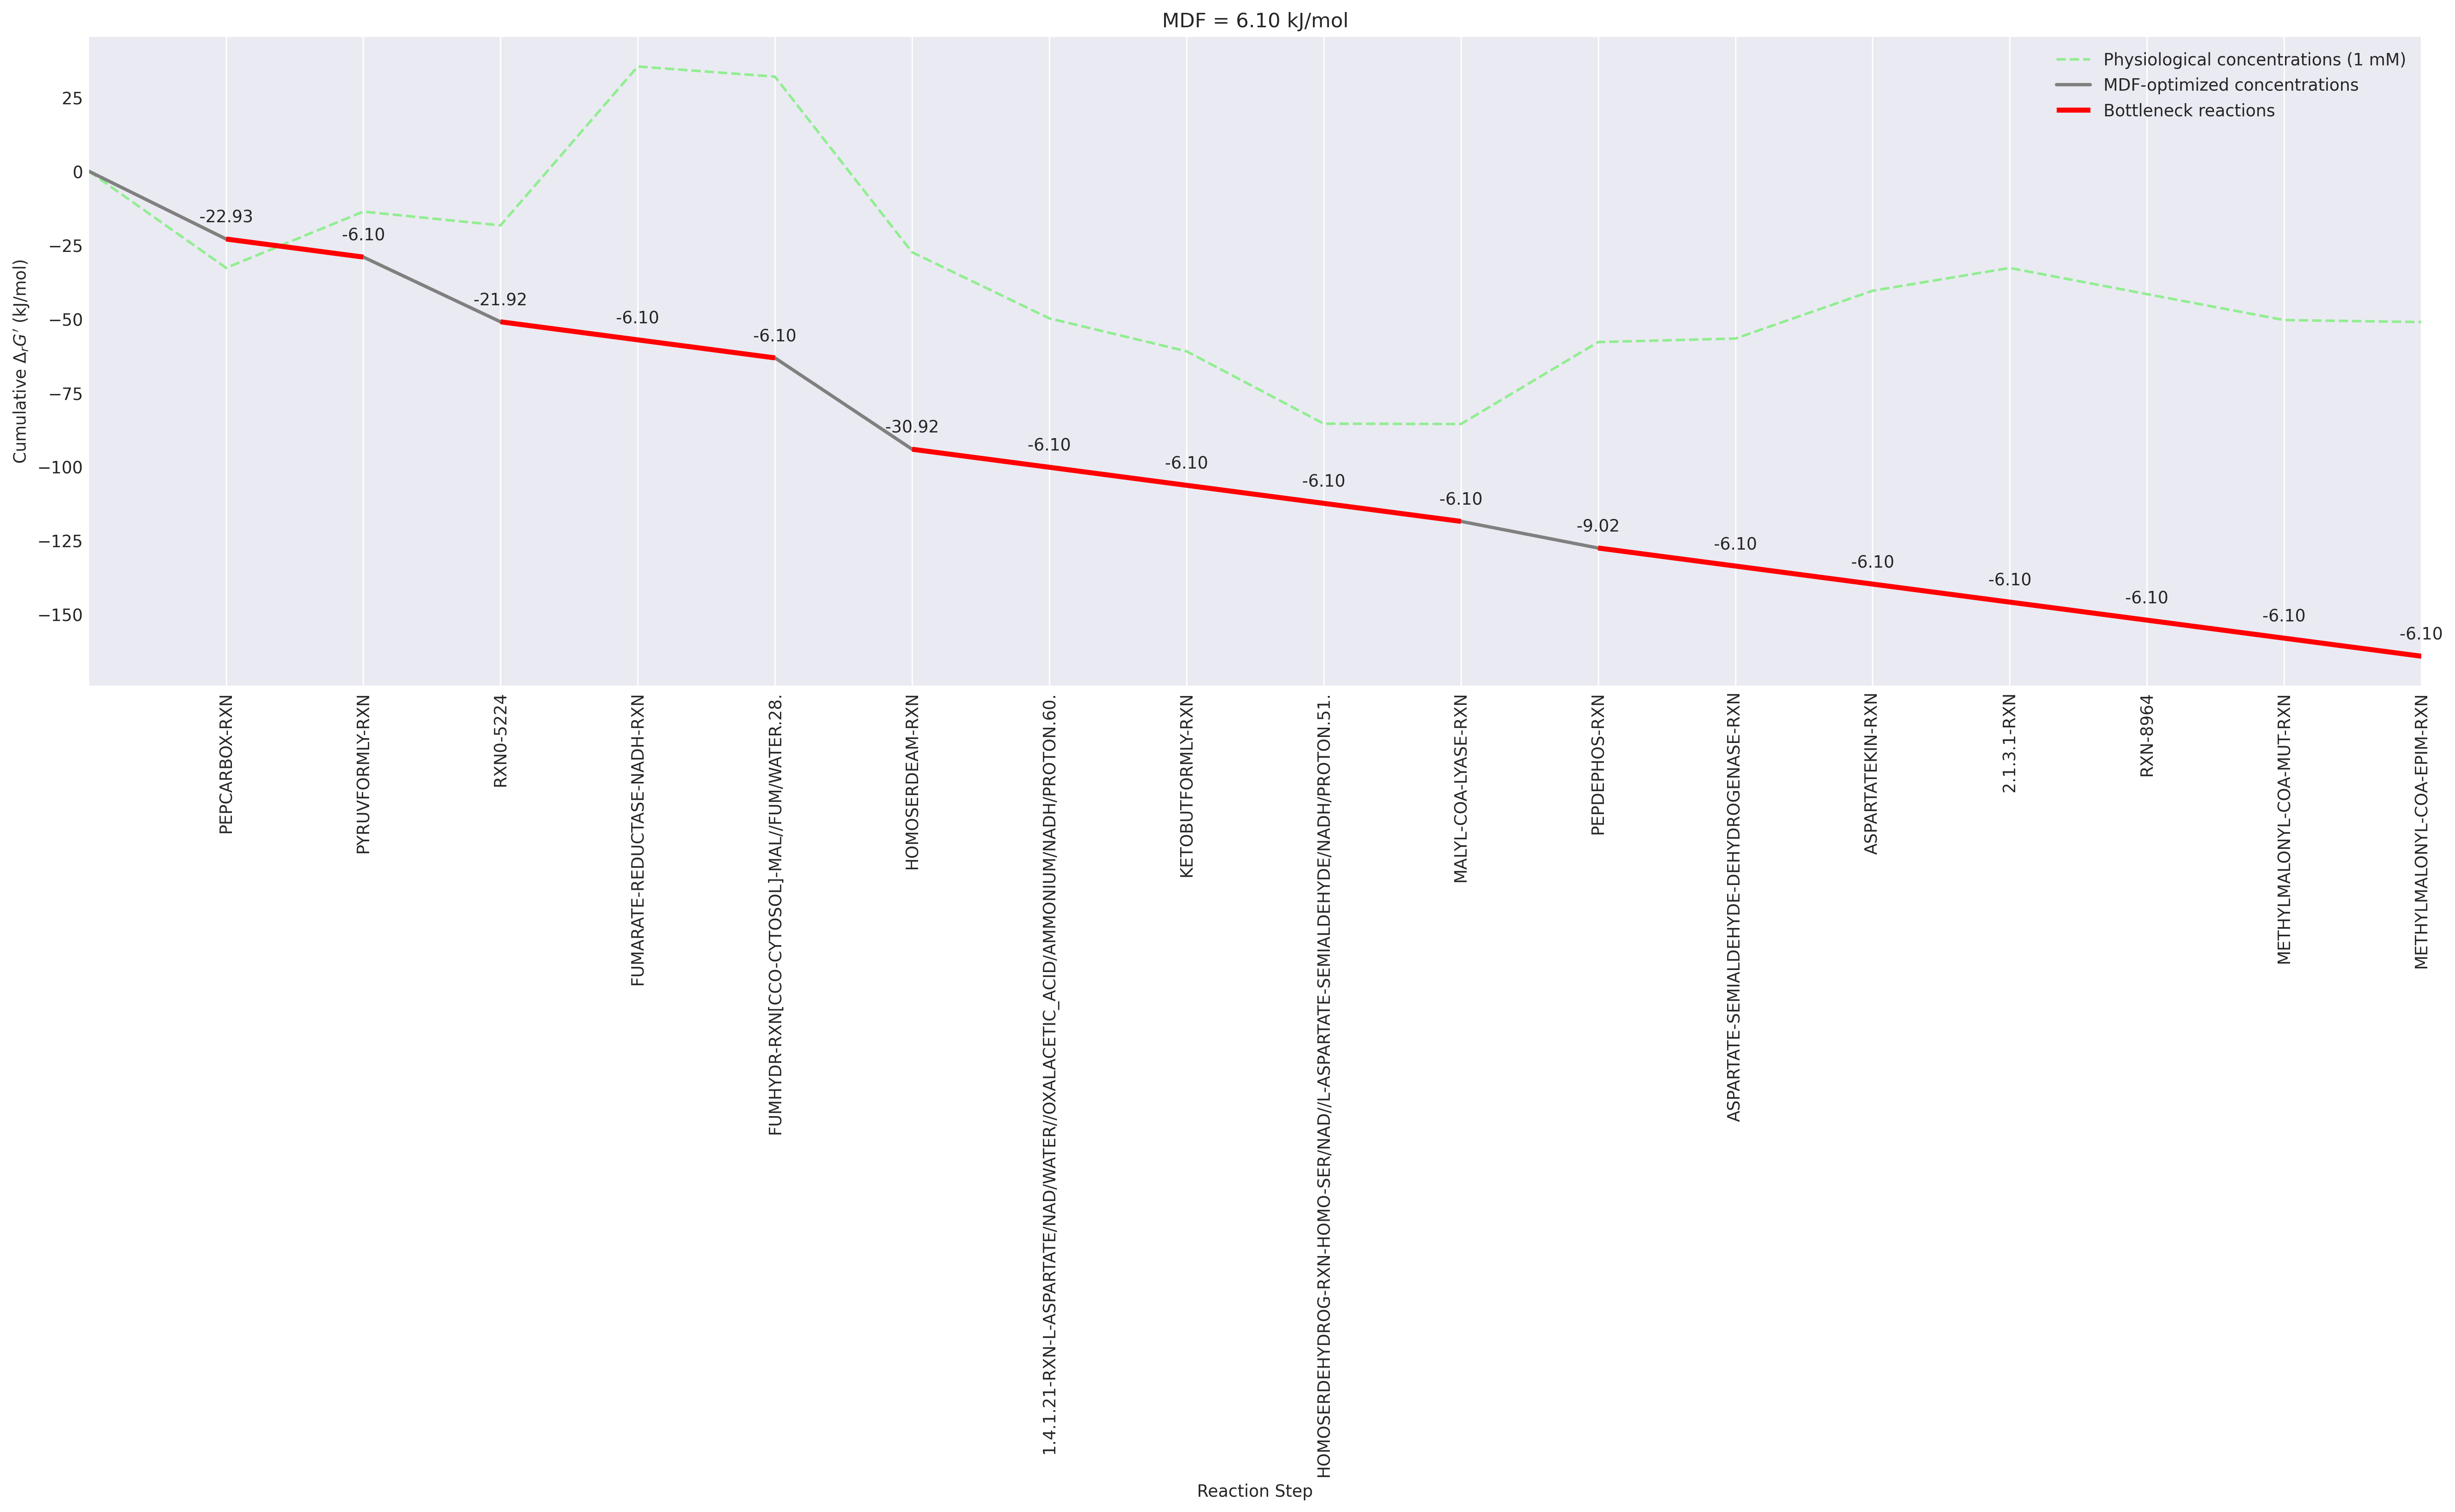 MDF = 6.10 kJ/mol
Physiological concentrations (1 mM)
MDF-optimized concentrations
Bottleneck reactions
Cumulative ΔrG′ (kJ/mol)
25
0
−25
−50
−75
−100
−125
−150
-22.93
-6.10
-21.92
-6.10
-6.10
-30.92
-6.10
-6.10
-6.10
-6.10
-9.02
-6.10
-6.10
-6.10
-6.10
-6.10
-6.10
PEPCARBOX-RXN
PYRUVFORMLY-RXN
RXN0-5224
FUMARATE-REDUCTASE-NADH-RXN
FUMHYDR-RXN[CCO-CYTOSOL]-MAL//FUM/WATER.28.
HOMOSERDEAM-RXN
1.4.1.21-RXN-L-ASPARTATE/NAD/WATER//OXALACETIC_ACID/AMMONIUM/NADH/PROTON.60.
KETOBUTFORMLY-RXN
HOMOSERDEHYDROG-RXN-HOMO-SER/NAD//L-ASPARTATE-SEMIALDEHYDE/NADH/PROTON.51.
MALYL-COA-LYASE-RXN
PEPDEPHOS-RXN
ASPARTATE-SEMIALDEHYDE-DEHYDROGENASE-RXN
ASPARTATEKIN-RXN
2.1.3.1-RXN
RXN-8964
METHYLMALONYL-COA-MUT-RXN
METHYLMALONYL-COA-EPIM-RXN
Reaction Step